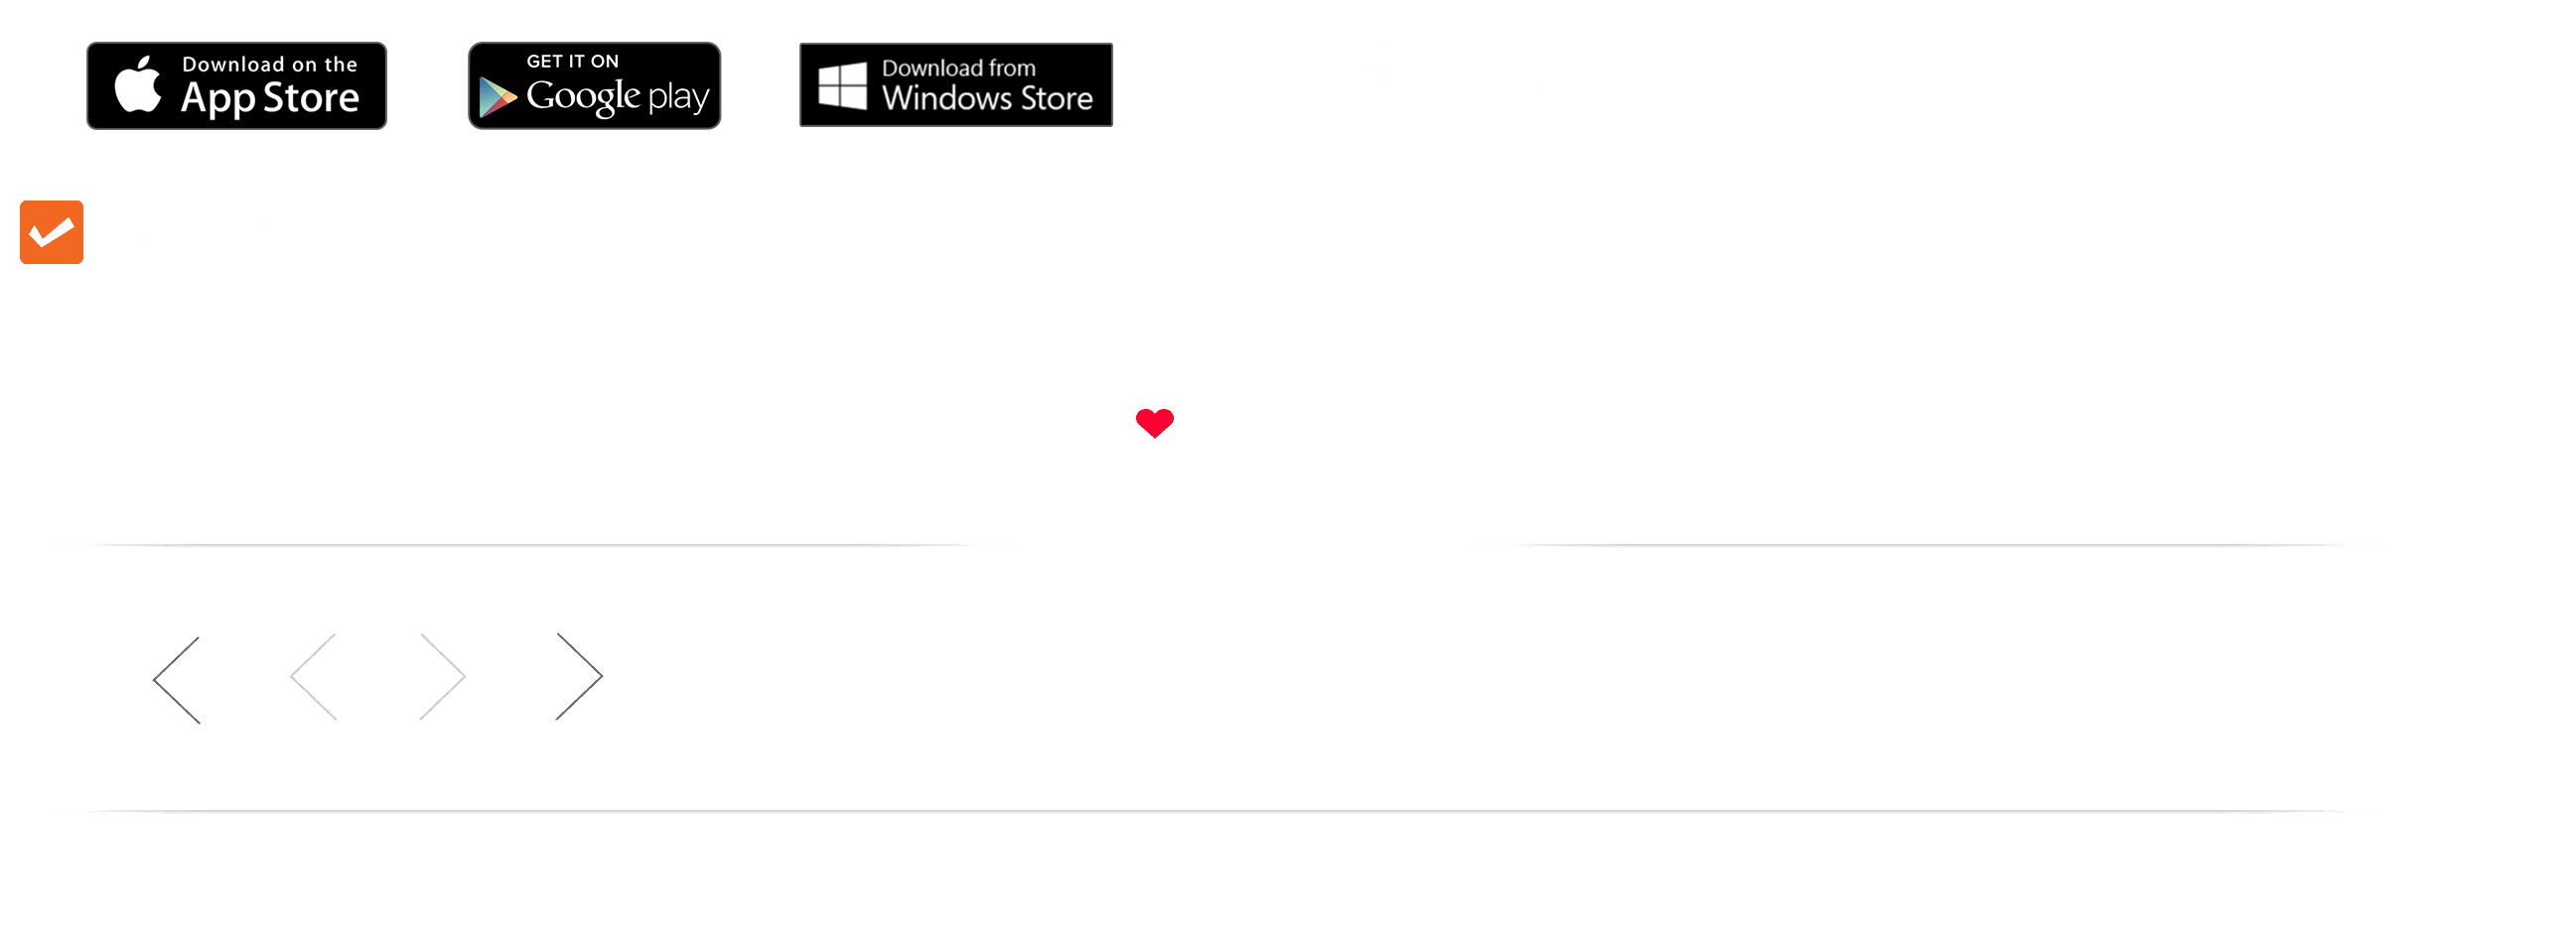 Download on the
App Store
GET IT ON
Google play
Download from
Windows Store